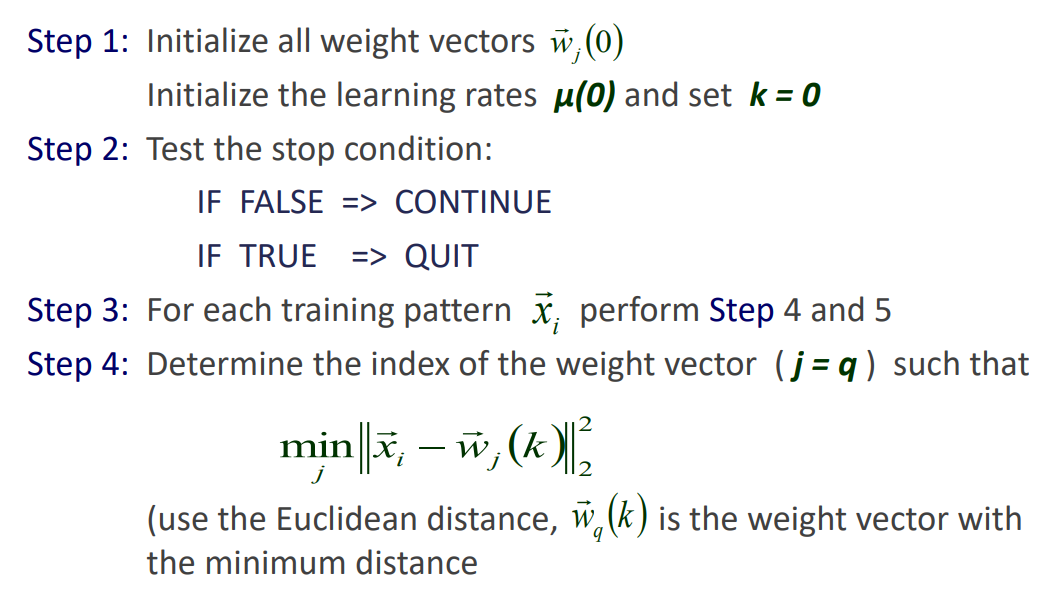 Step 1: Initialize all weight vectors $\vec{w}_j(0)$
Initialize the learning rates μ(0) and set k = 0
Step 2: Test the stop condition:
IF FALSE => CONTINUE
IF TRUE => QUIT
Step 3: For each training pattern $\vec{x}_i$ perform Step 4 and 5
Step 4: Determine the index of the weight vector ( j = q ) such that
$\min_j \left\| \vec{x}_i - \vec{w}_j(k) \right\|_2^2$
(use the Euclidean distance, $\vec{w}_q(k)$ is the weight vector with
the minimum distance